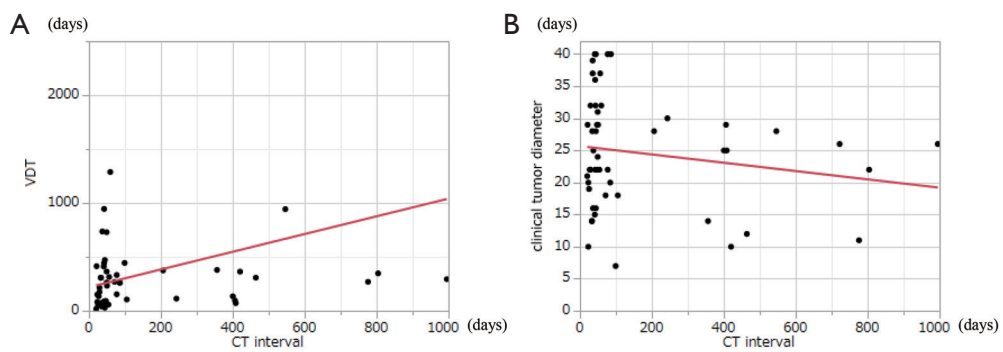 A (days)
2000
1000
0
VDT
0 200 400 600 800 1000 (days)
CT interval
B (days)
40
35
30
25
20
15
10
5
0
clinical tumor diameter
0 200 400 600 800 1000 (days)
CT interval